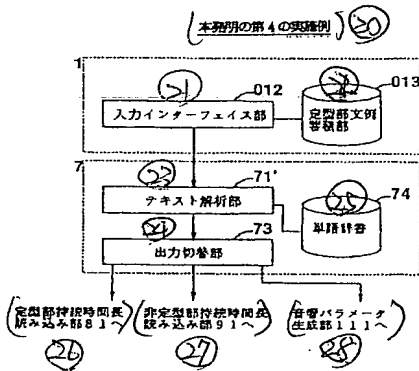 (本発明の第4の実施例) 20
1
21
012
013
入力インターフェイス部
定型部文例
蓄積部
7
23
71'
74
テキスト解析部
25
単語辞書
73
出力切替部
(定型部持続時間長
読み込み部81へ)
(非定型部持続時間長
読み込み部91へ)
(音響パラメータ
生成部111へ)
26
27
28